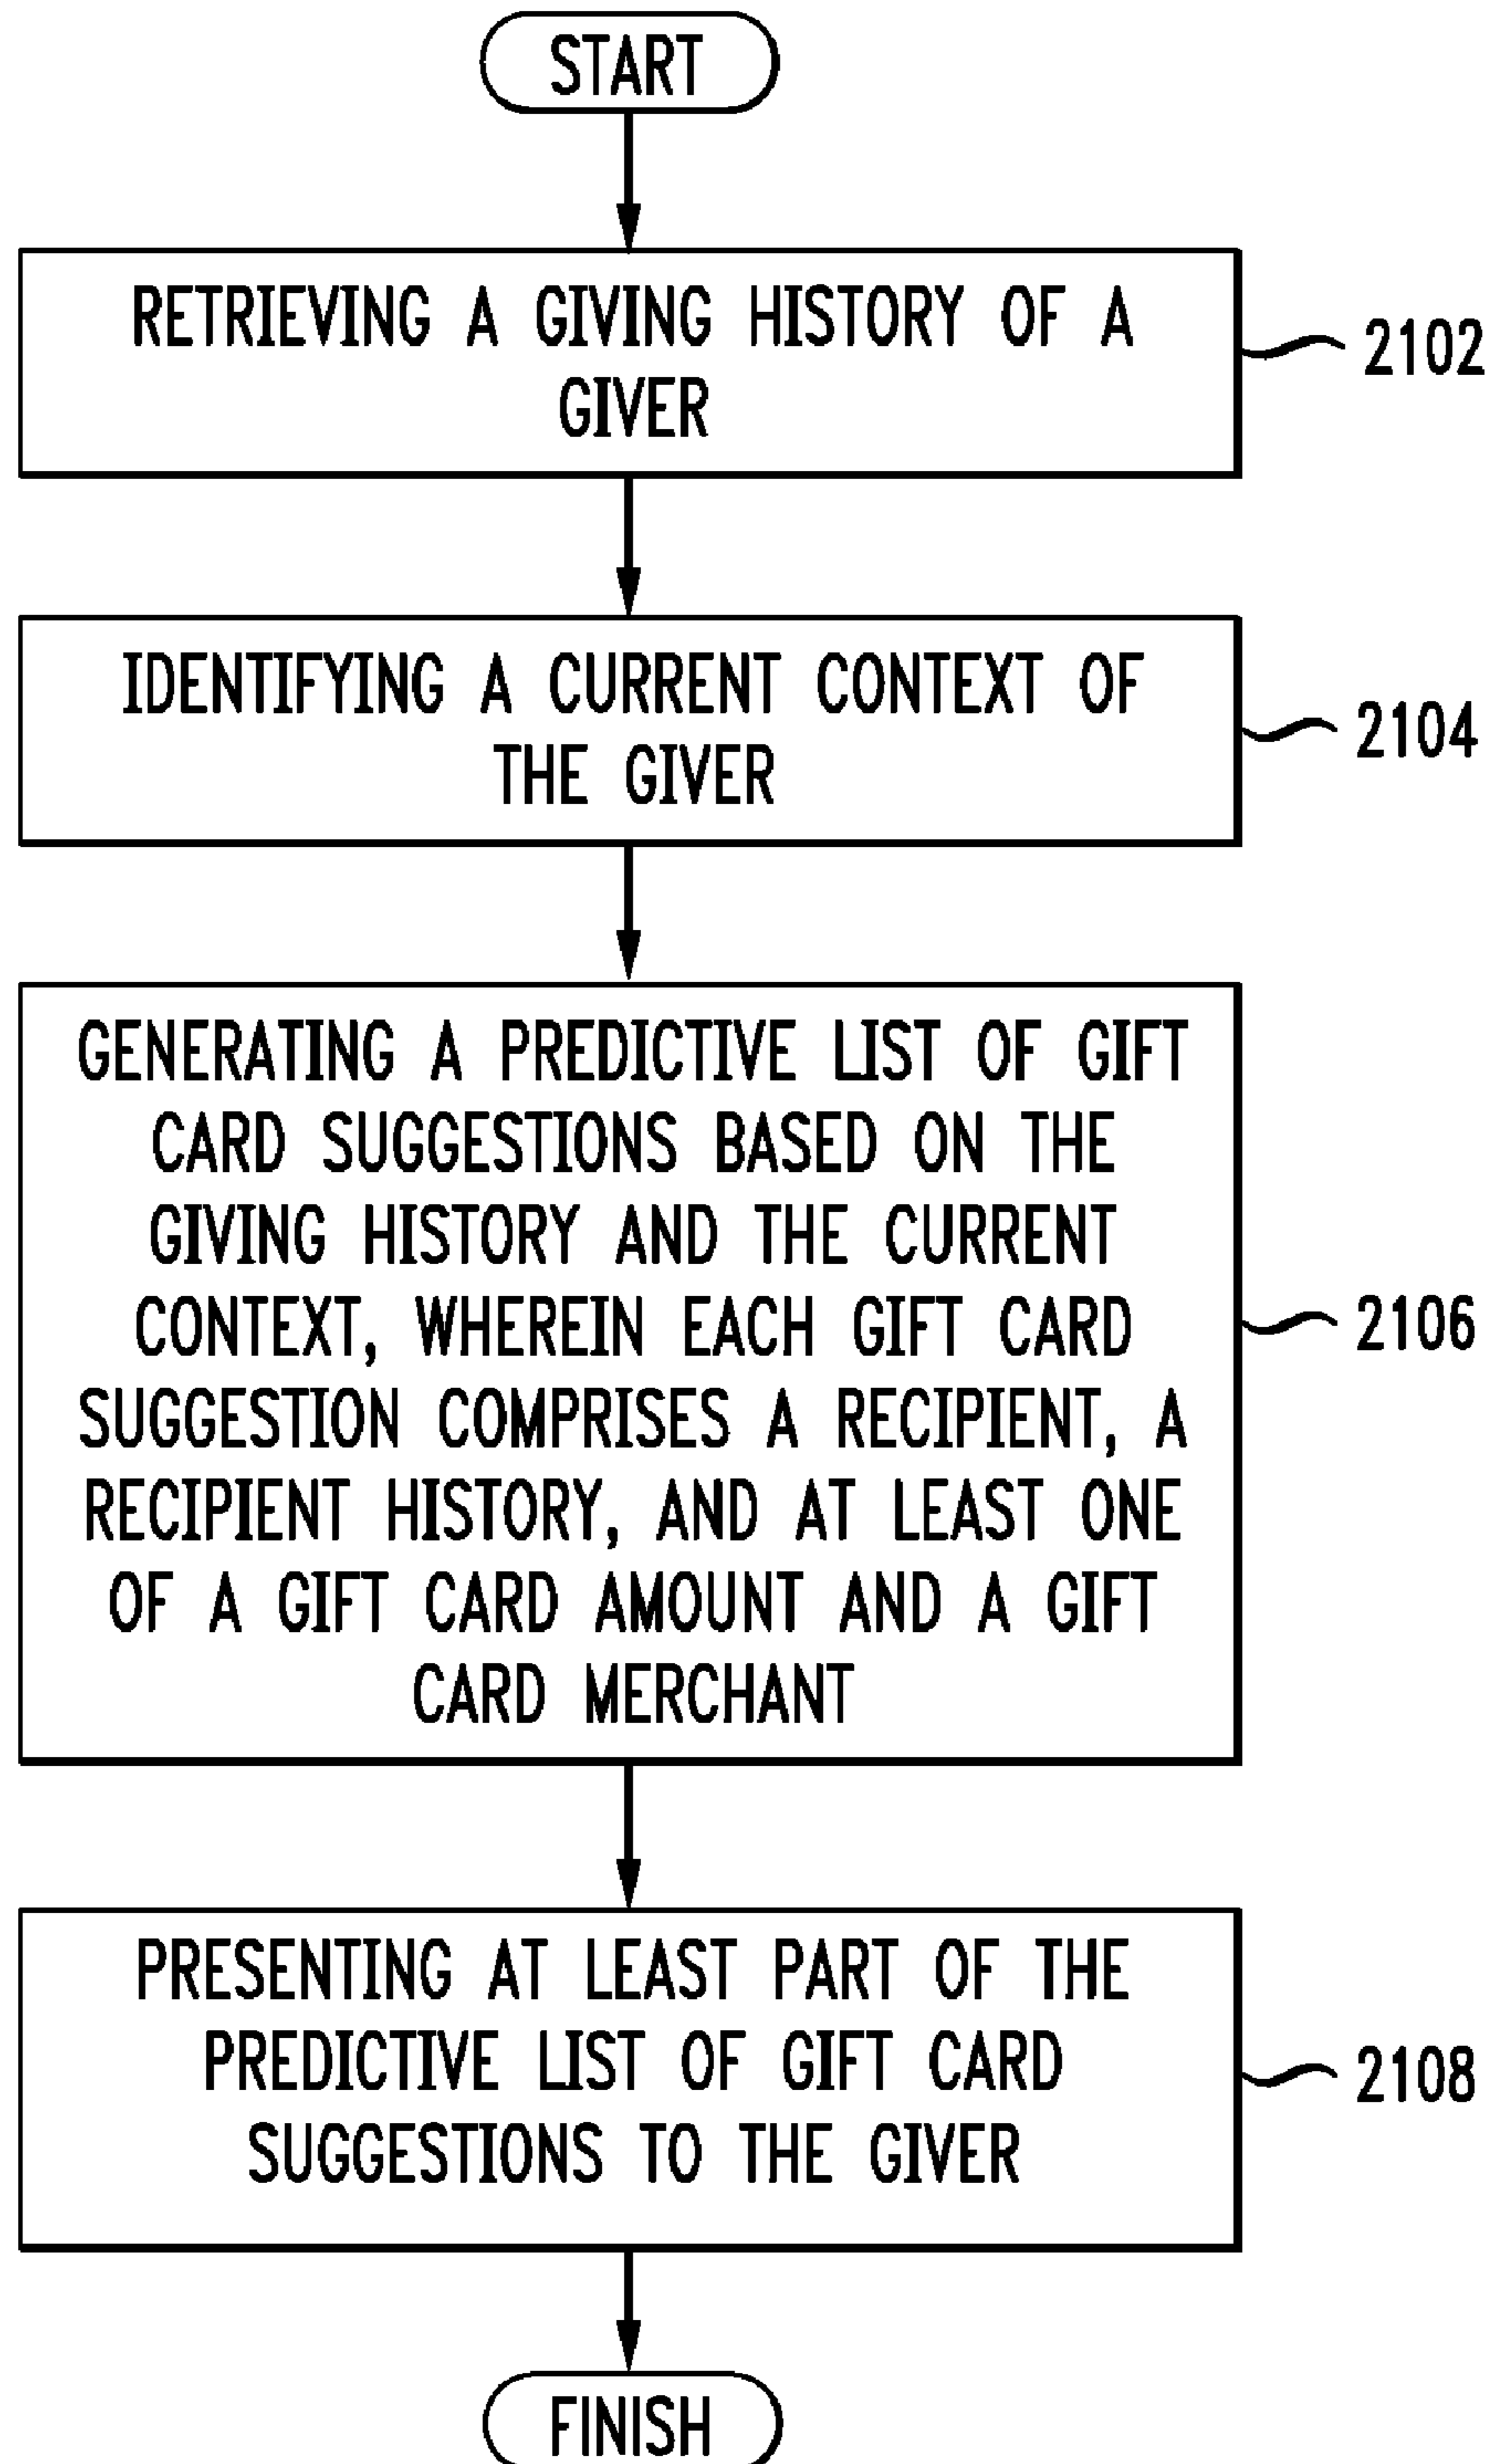 START
RETRIEVING A GIVING HISTORY OF A
GIVER
2102
IDENTIFYING A CURRENT CONTEXT OF
THE GIVER
2104
GENERATING A PREDICTIVE LIST OF GIFT
CARD SUGGESTIONS BASED ON THE
GIVING HISTORY AND THE CURRENT
CONTEXT, WHEREIN EACH GIFT CARD
SUGGESTION COMPRISES A RECIPIENT, A
RECIPIENT HISTORY, AND AT LEAST ONE
OF A GIFT CARD AMOUNT AND A GIFT
CARD MERCHANT
2106
PRESENTING AT LEAST PART OF THE
PREDICTIVE LIST OF GIFT CARD
SUGGESTIONS TO THE GIVER
2108
FINISH